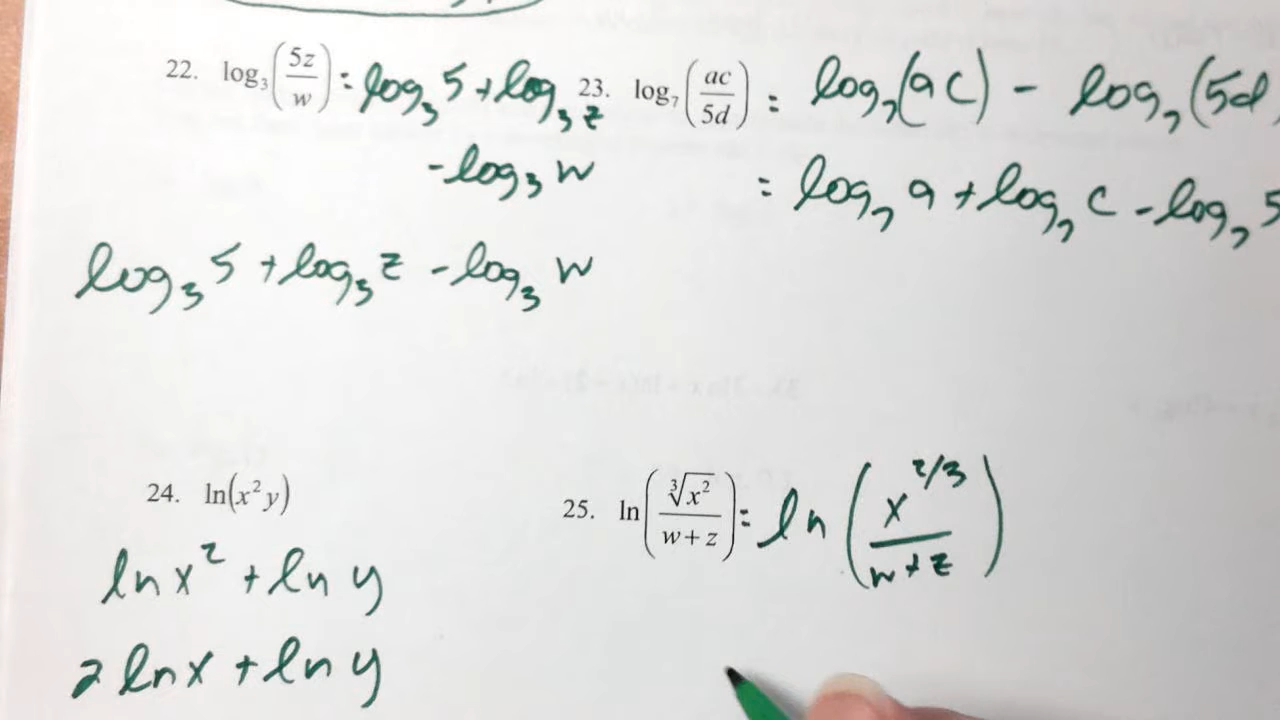 22. log₃(5z/w) = log₃ 5 + log₃ z
- log₃ w
log₃ 5 + log₃ z - log₃ w
23. log₇(ac/5d) = log₇(ac) - log₇(5d
= log₇ a + log₇ c - log₇ 5
24. ln(x²y)
ln x² + ln y
2 ln x + ln y
25. ln(∛x²/w+z) = ln(x^2/3/w+z)